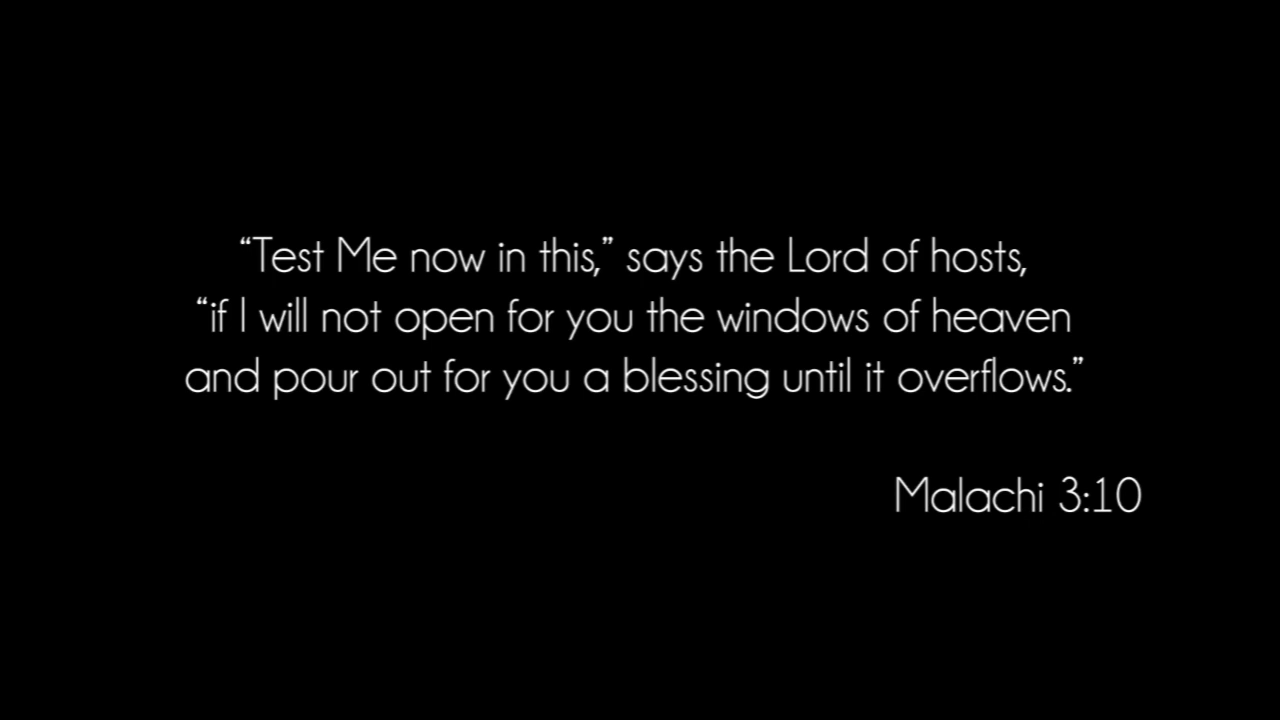 “Test Me now in this,” says the Lord of hosts,
“if I will not open for you the windows of heaven
and pour out for you a blessing until it overflows.”
Malachi 3:10